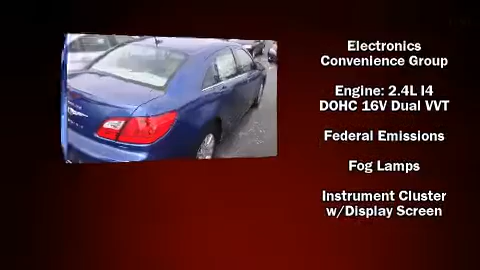 Electronics
Convenience Group
Engine: 2.4L I4
DOHC 16V Dual VVT
Federal Emissions
Fog Lamps
Instrument Cluster
w/Display Screen